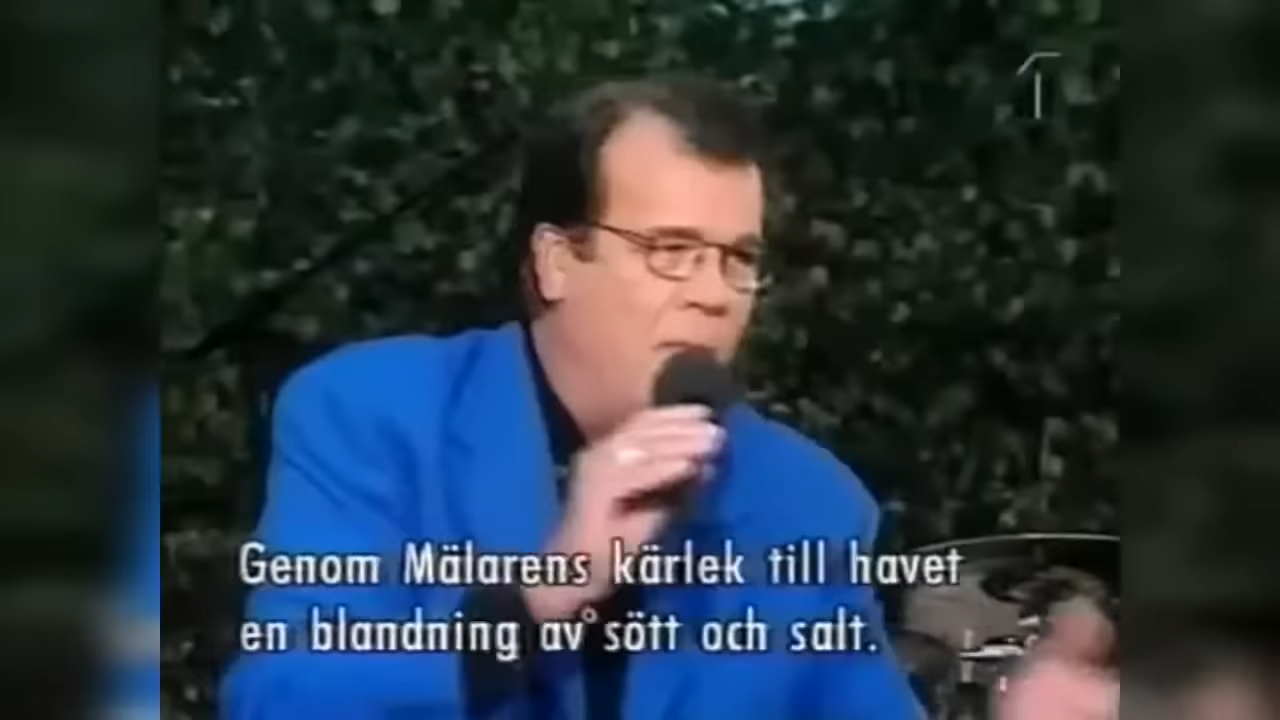 Genom Mälarens kärlek till havet
en blandning av sött och salt.